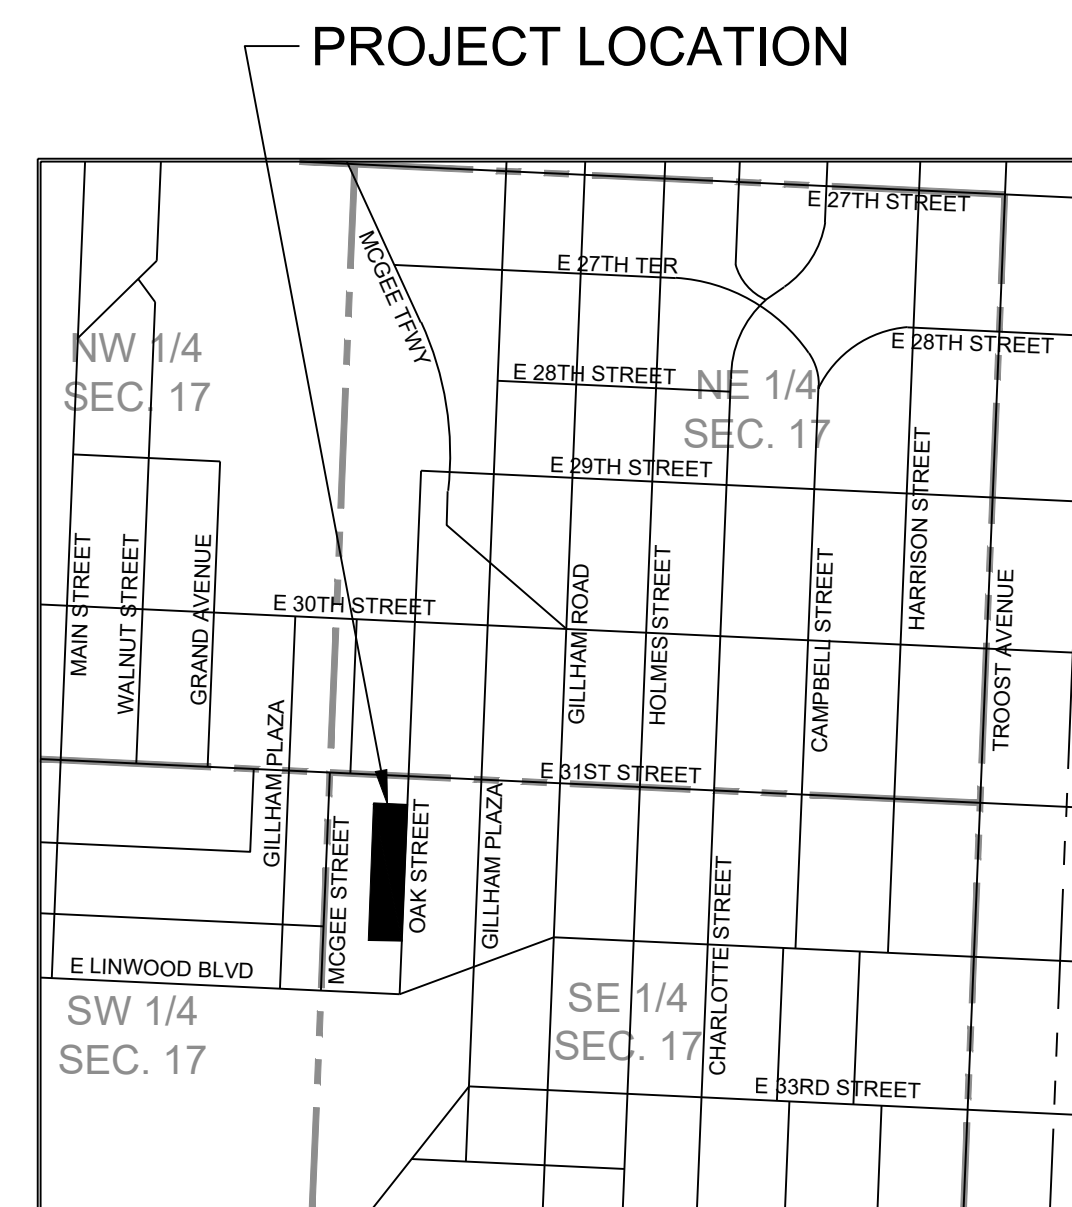 PROJECT LOCATION
E 27TH STREET
MCGEE TFWY
E 27TH TER
E 28TH STREET
NW 1/4
SEC. 17
E 28TH STREET
NE 1/4
SEC. 17
E 29TH STREET
HARRISON STREET
MAIN STREET
WALNUT STREET
GRAND AVENUE
E 30TH STREET
GILLHAM ROAD
HOLMES STREET
CAMPBELL STREET
TROOST AVENUE
GILLHAM PLAZA
E 31ST STREET
MCGEE STREET
OAK STREET
GILLHAM PLAZA
CHARLOTTE STREET
E LINWOOD BLVD
SW 1/4
SEC. 17
SE 1/4
SEC. 17
E 33RD STREET